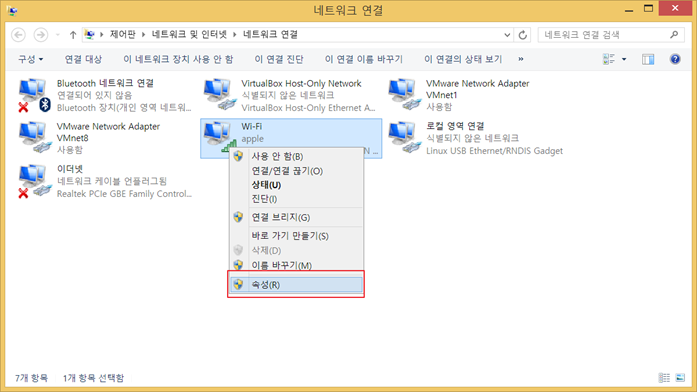 네트워크 연결
제어판 ▸ 네트워크 및 인터넷 ▸ 네트워크 연결 ▸
네트워크 연결 검색
구성 연결 대상 이 네트워크 장치 사용 안 함 이 연결 진단 이 연결 이름 바꾸기 이 연결의 상태 보기 »
Bluetooth 네트워크 연결
연결되어 있지 않음
Bluetooth 장치(개인 영역 네트워...
VirtualBox Host-Only Network
식별되지 않은 네트워크
VirtualBox Host-Only Ethernet A...
VMware Network Adapter
VMnet1
사용함
VMware Network Adapter
VMnet8
사용함
Wi-Fi
apple
N ...
로컬 영역 연결
식별되지 않은 네트워크
Linux USB Ethernet/RNDIS Gadget
이더넷
네트워크 케이블 언플러그됨
Realtek PCIe GBE Family Control...
사용 안 함(B)
연결/연결 끊기(O)
상태(U)
진단(I)
연결 브리지(G)
바로 가기 만들기(S)
삭제(D)
이름 바꾸기(M)
속성(R)
7개 항목 1개 항목 선택함